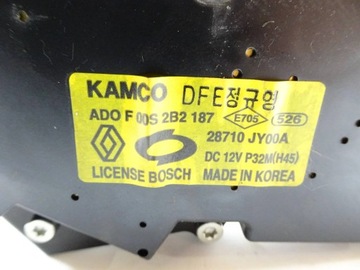 KAMCO DFE정규형
ADO F 00S 2B2 187 E705 526
28710 JY00A
DC 12V P32M(H45)
LICENSE BOSCH MADE IN KOREA